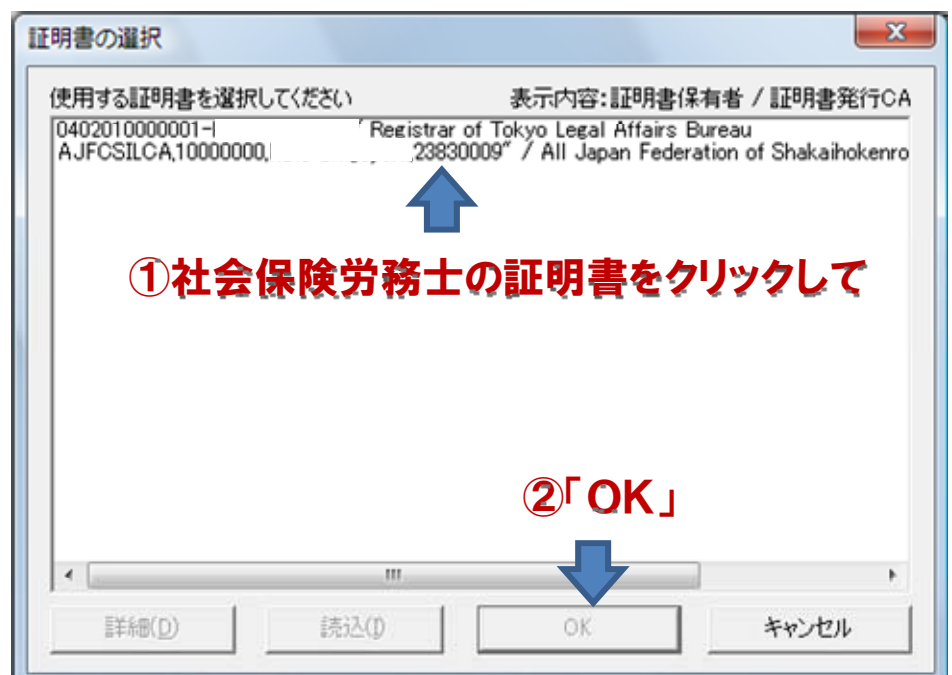 証明書の選択
使用する証明書を選択してください 表示内容：証明書保有者 / 証明書発行CA
0402010000001- Registrar of Tokyo Legal Affairs Bureau
AJFCSILCA,10000000, ,23830009" / All Japan Federation of Shakaihokenro
①社会保険労務士の証明書をクリックして
②「OK」
詳細(D) 読込(I) OK キャンセル